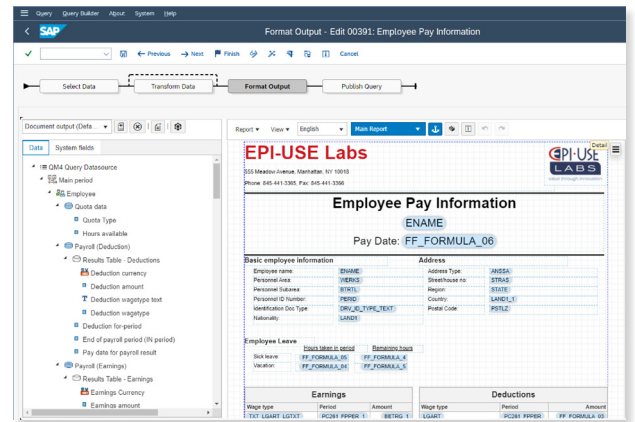 Query Query Builder About System Help
SAP Format Output - Edit 00391: Employee Pay Information
Previous Next Finish Cancel
Select Data Transform Data Format Output Publish Query
Document output (Defa...
Report View English Main Report
Data System fields
Detail
QM4 Query Datasource
Main period
Employee
Quota data
Quota Type
Hours available
Payroll (Deduction)
Results Table - Deductions
Deduction currency
Deduction amount
Deduction wagetype text
Deduction wagetype
Deduction for-period
End of payroll period (IN period)
Pay date for payroll result
Payroll (Earnings)
Results Table - Earnings
Earnings Currency
Earnings amount
EPI-USE Labs
EPI-USE
LABS
value through innovation
555 Meadow Avenue, Manhattan, NY 10018
Phone: 845-441-3365, Fax: 845-441-3366
Employee Pay Information
ENAME
Pay Date: FF_FORMULA_06
Basic employee information Address
Employee name: ENAME Address Type: ANSSA
Personnel Area: WERKS Street/house no: STRAS
Personnel Subarea: BTRTL Region: STATE
Personnel ID Number: PERID Country: LAND1_1
Identification Doc Type: DRV_ID_TYPE_TEXT Postal Code: PSTLZ
Nationality: LAND1
Employee Leave
Hours taken in period Remaining hours
Sick leave: FF_FORMULA_05 FF_FORMULA_4
Vacation: FF_FORMULA_04 FF_FORMULA_5
Earnings Deductions
Wage type Period Amount Wage type Period Amount
TXT_LGART_LGTXT PC261_FPPER_1 BETRG_1 LGART PC261_FPPER FF_FORMULA_03